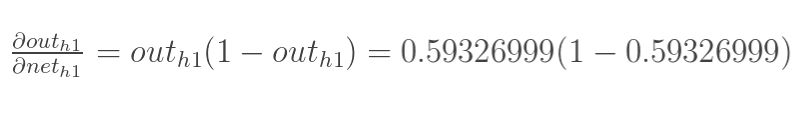 ∂out_{h1}/∂net_{h1} = out_{h1}(1 − out_{h1}) = 0.59326999(1 − 0.59326999)